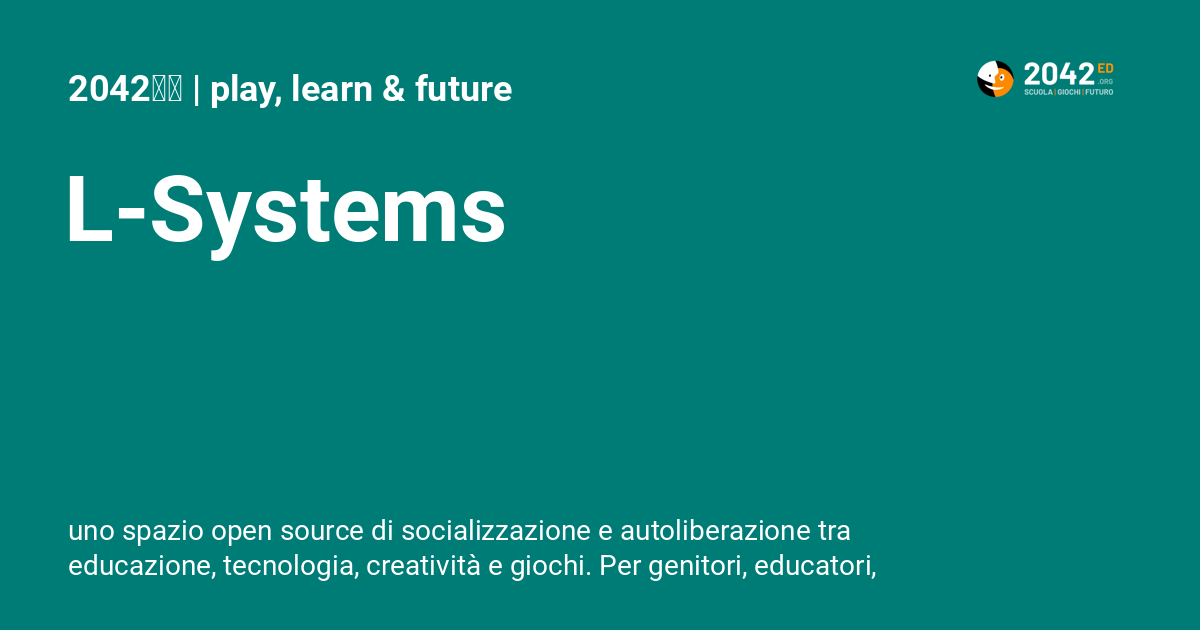 2042 | play, learn & future
2042 ED
.ORG
SCUOLA | GIOCHI | FUTURO
L-Systems
uno spazio open source di socializzazione e autoliberazione tra
educazione, tecnologia, creatività e giochi. Per genitori, educatori,